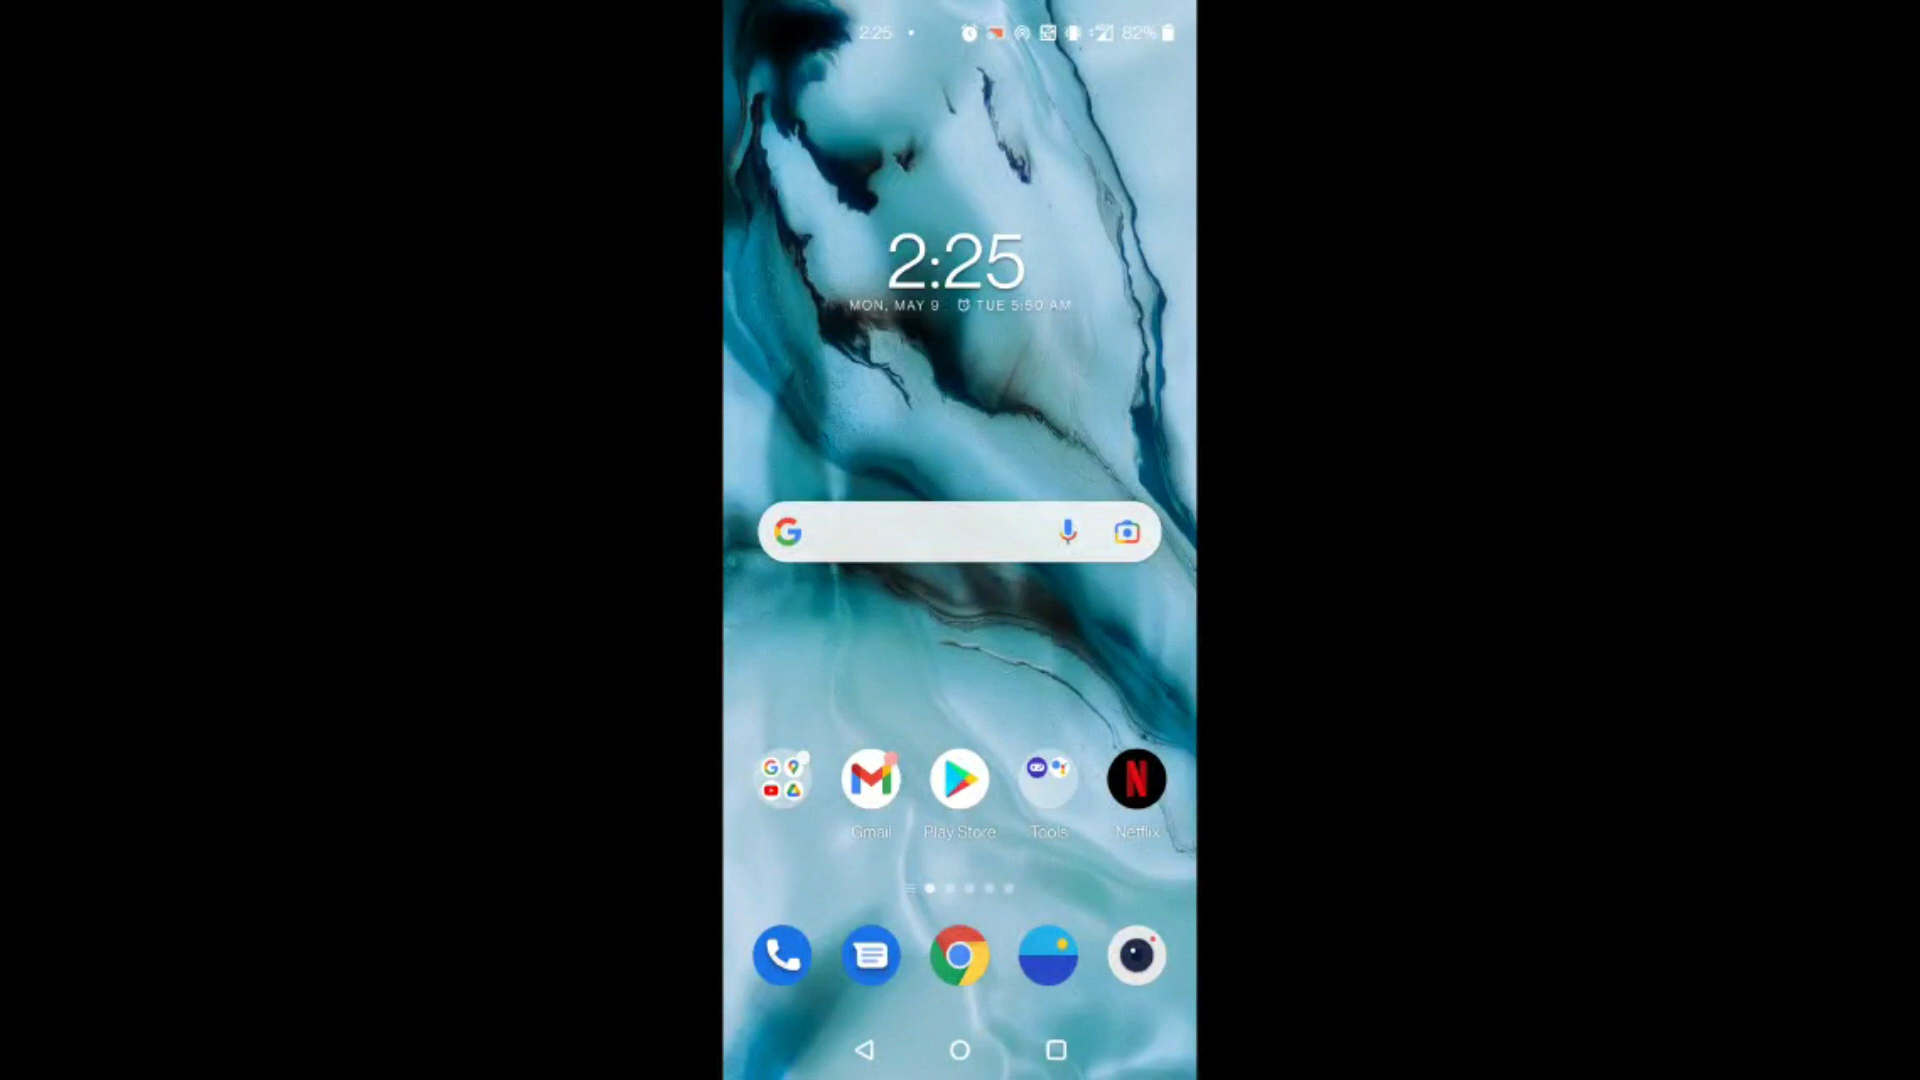 2:25
82%
2:25
MON, MAY 9 TUE 5:50 AM
Gmail
Play Store
Tools
Netflix